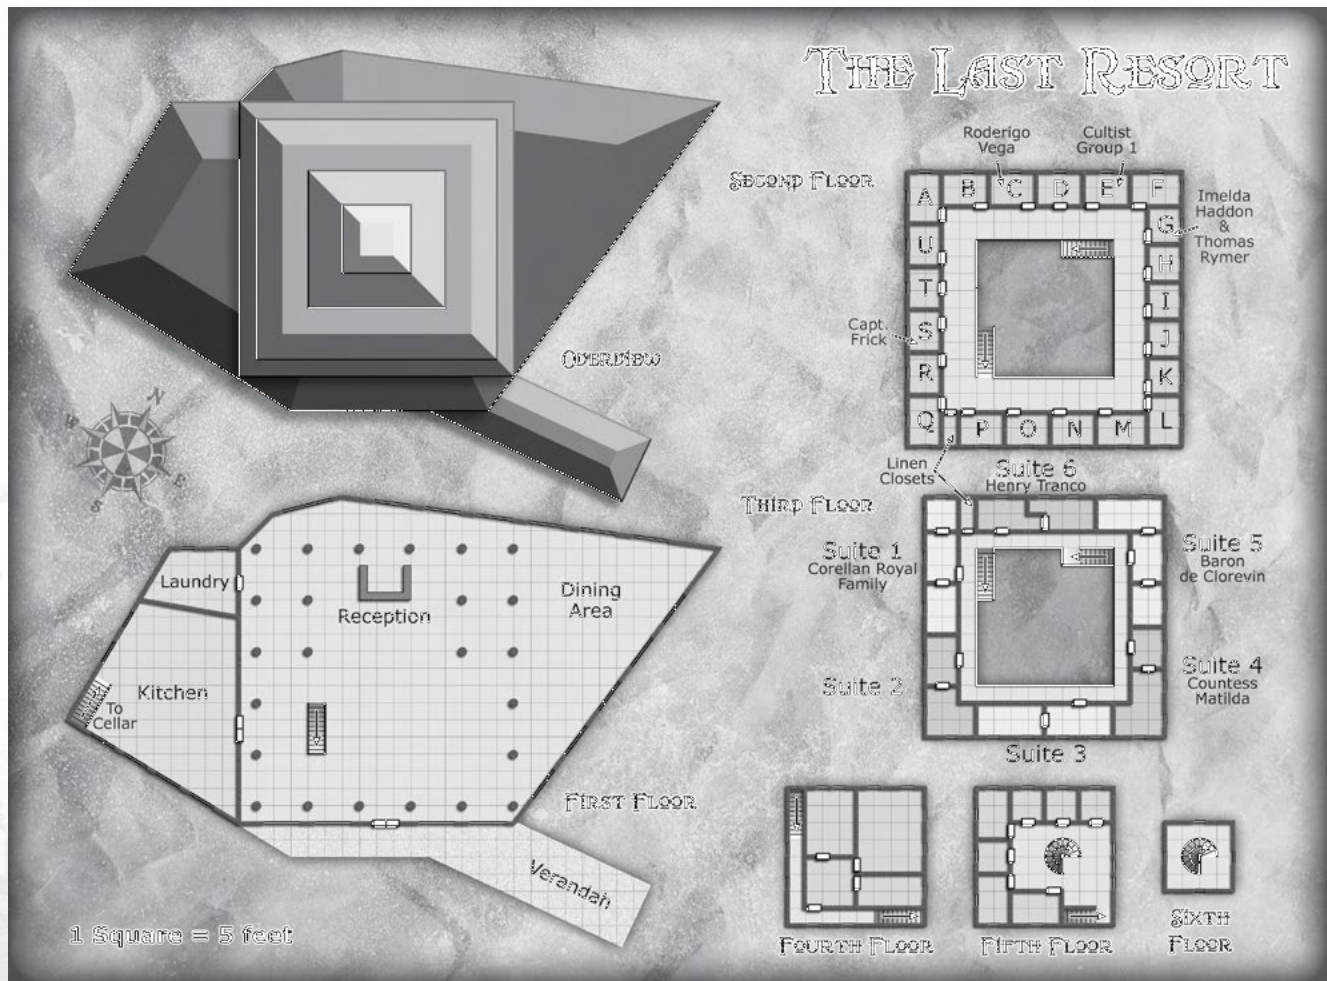 THE LAST RESORT
Roderigo
Vega
Cultist
Group 1
SECOND FLOOR
A
B
C
D
E
F
G
H
I
J
K
L
M
N
O
P
Q
R
S
T
U
Imelda
Haddon
&
Thomas
Rymer
Capt.
Frick
OVERVIEW
N
W
E
S
Linen
Closets
Suite 6
Henry Tranco
THIRD FLOOR
Suite 1
Corellan Royal
Family
Suite 5
Baron
de Clorevin
Suite 2
Suite 4
Countess
Matilda
Suite 3
Laundry
Reception
Dining
Area
Kitchen
To
Cellar
FIRST FLOOR
Verandah
1 Square = 5 feet
FOURTH FLOOR
FIFTH FLOOR
SIXTH
FLOOR